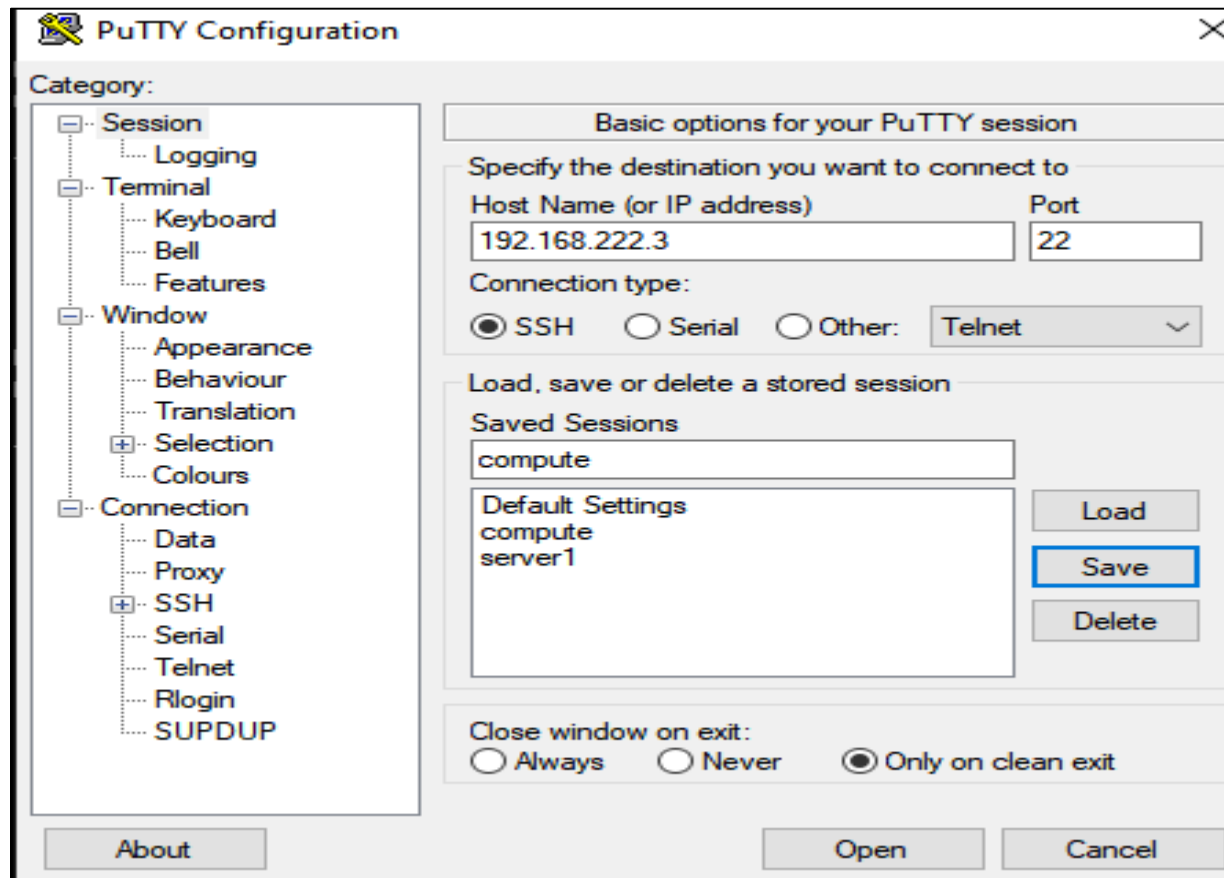 PuTTY Configuration
Category:
Session
Logging
Terminal
Keyboard
Bell
Features
Window
Appearance
Behaviour
Translation
Selection
Colours
Connection
Data
Proxy
SSH
Serial
Telnet
Rlogin
SUPDUP
Basic options for your PuTTY session
Specify the destination you want to connect to
Host Name (or IP address) Port
192.168.222.3 22
Connection type:
SSH Serial Other: Telnet
Load, save or delete a stored session
Saved Sessions
compute
Default Settings
compute
server1
Load
Save
Delete
Close window on exit:
Always Never Only on clean exit
About Open Cancel